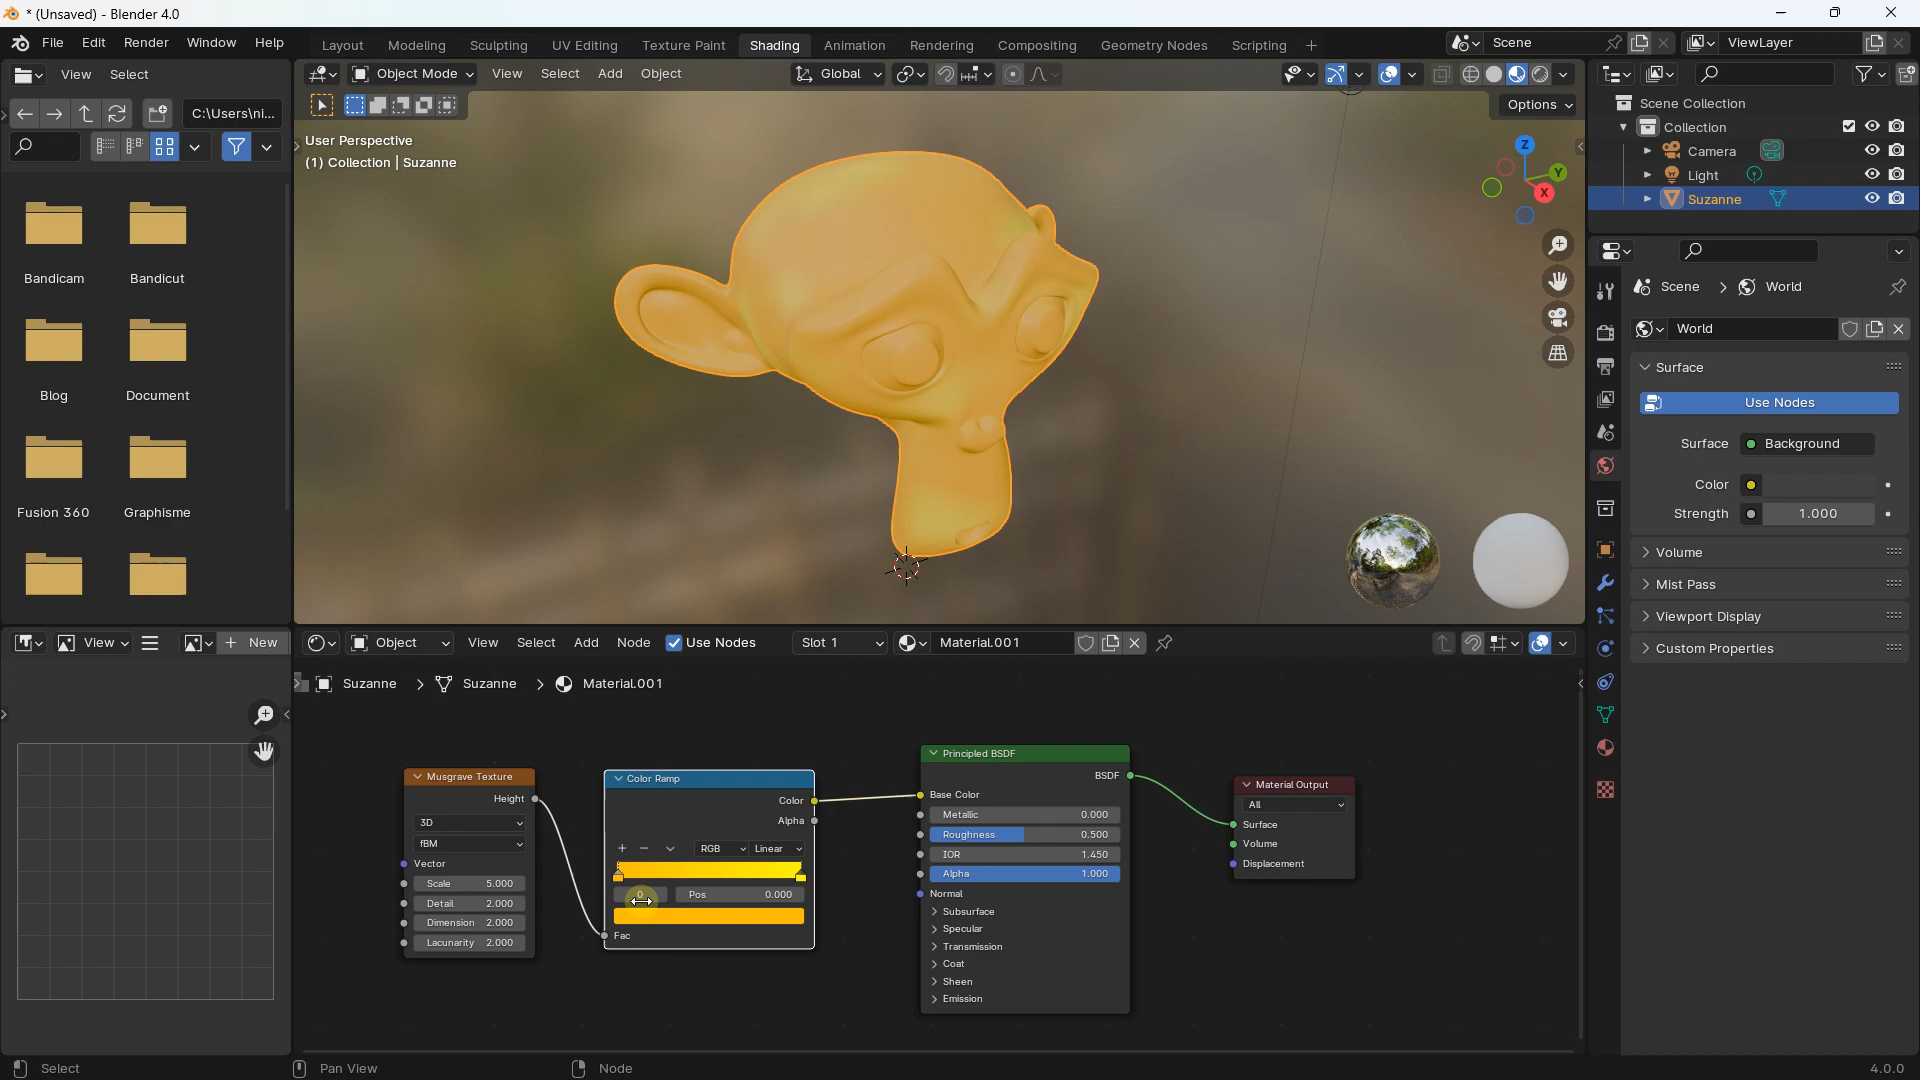 * (Unsaved) - Blender 4.0
File Edit Render Window Help
Layout Modeling Sculpting UV Editing Texture Paint Shading Animation Rendering Compositing Geometry Nodes Scripting
Scene
ViewLayer
View Select
C:\Users\ni...
Bandicam Bandicut
Blog Document
Fusion 360 Graphisme
Object Mode View Select Add Object
Global
Options
User Perspective
(1) Collection | Suzanne
Z
Y
X
Scene Collection
Collection
Camera
Light
Suzanne
Scene > World
World
Surface
Use Nodes
Surface Background
Color
Strength 1.000
Volume
Mist Pass
Viewport Display
Custom Properties
View
+ New
Object View Select Add Node Use Nodes Slot 1 Material.001
Suzanne > Suzanne > Material.001
Musgrave Texture
Height
3D
fBM
Vector
Scale 5.000
Detail 2.000
Dimension 2.000
Lacunarity 2.000
Color Ramp
Color
Alpha
RGB Linear
0 Pos 0.000
Fac
Principled BSDF
BSDF
Base Color
Metallic 0.000
Roughness 0.500
IOR 1.450
Alpha 1.000
Normal
Subsurface
Specular
Transmission
Coat
Sheen
Emission
Material Output
All
Surface
Volume
Displacement
Select Pan View Node 4.0.0